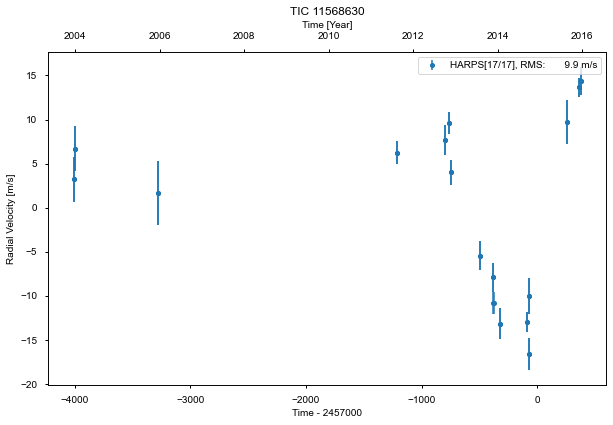 TIC 11568630
Time [Year]
2004 2006 2008 2010 2012 2014 2016
HARPS[17/17], RMS: 9.9 m/s
15
10
5
0
−5
−10
−15
−20
Radial Velocity [m/s]
−4000 −3000 −2000 −1000 0
Time - 2457000